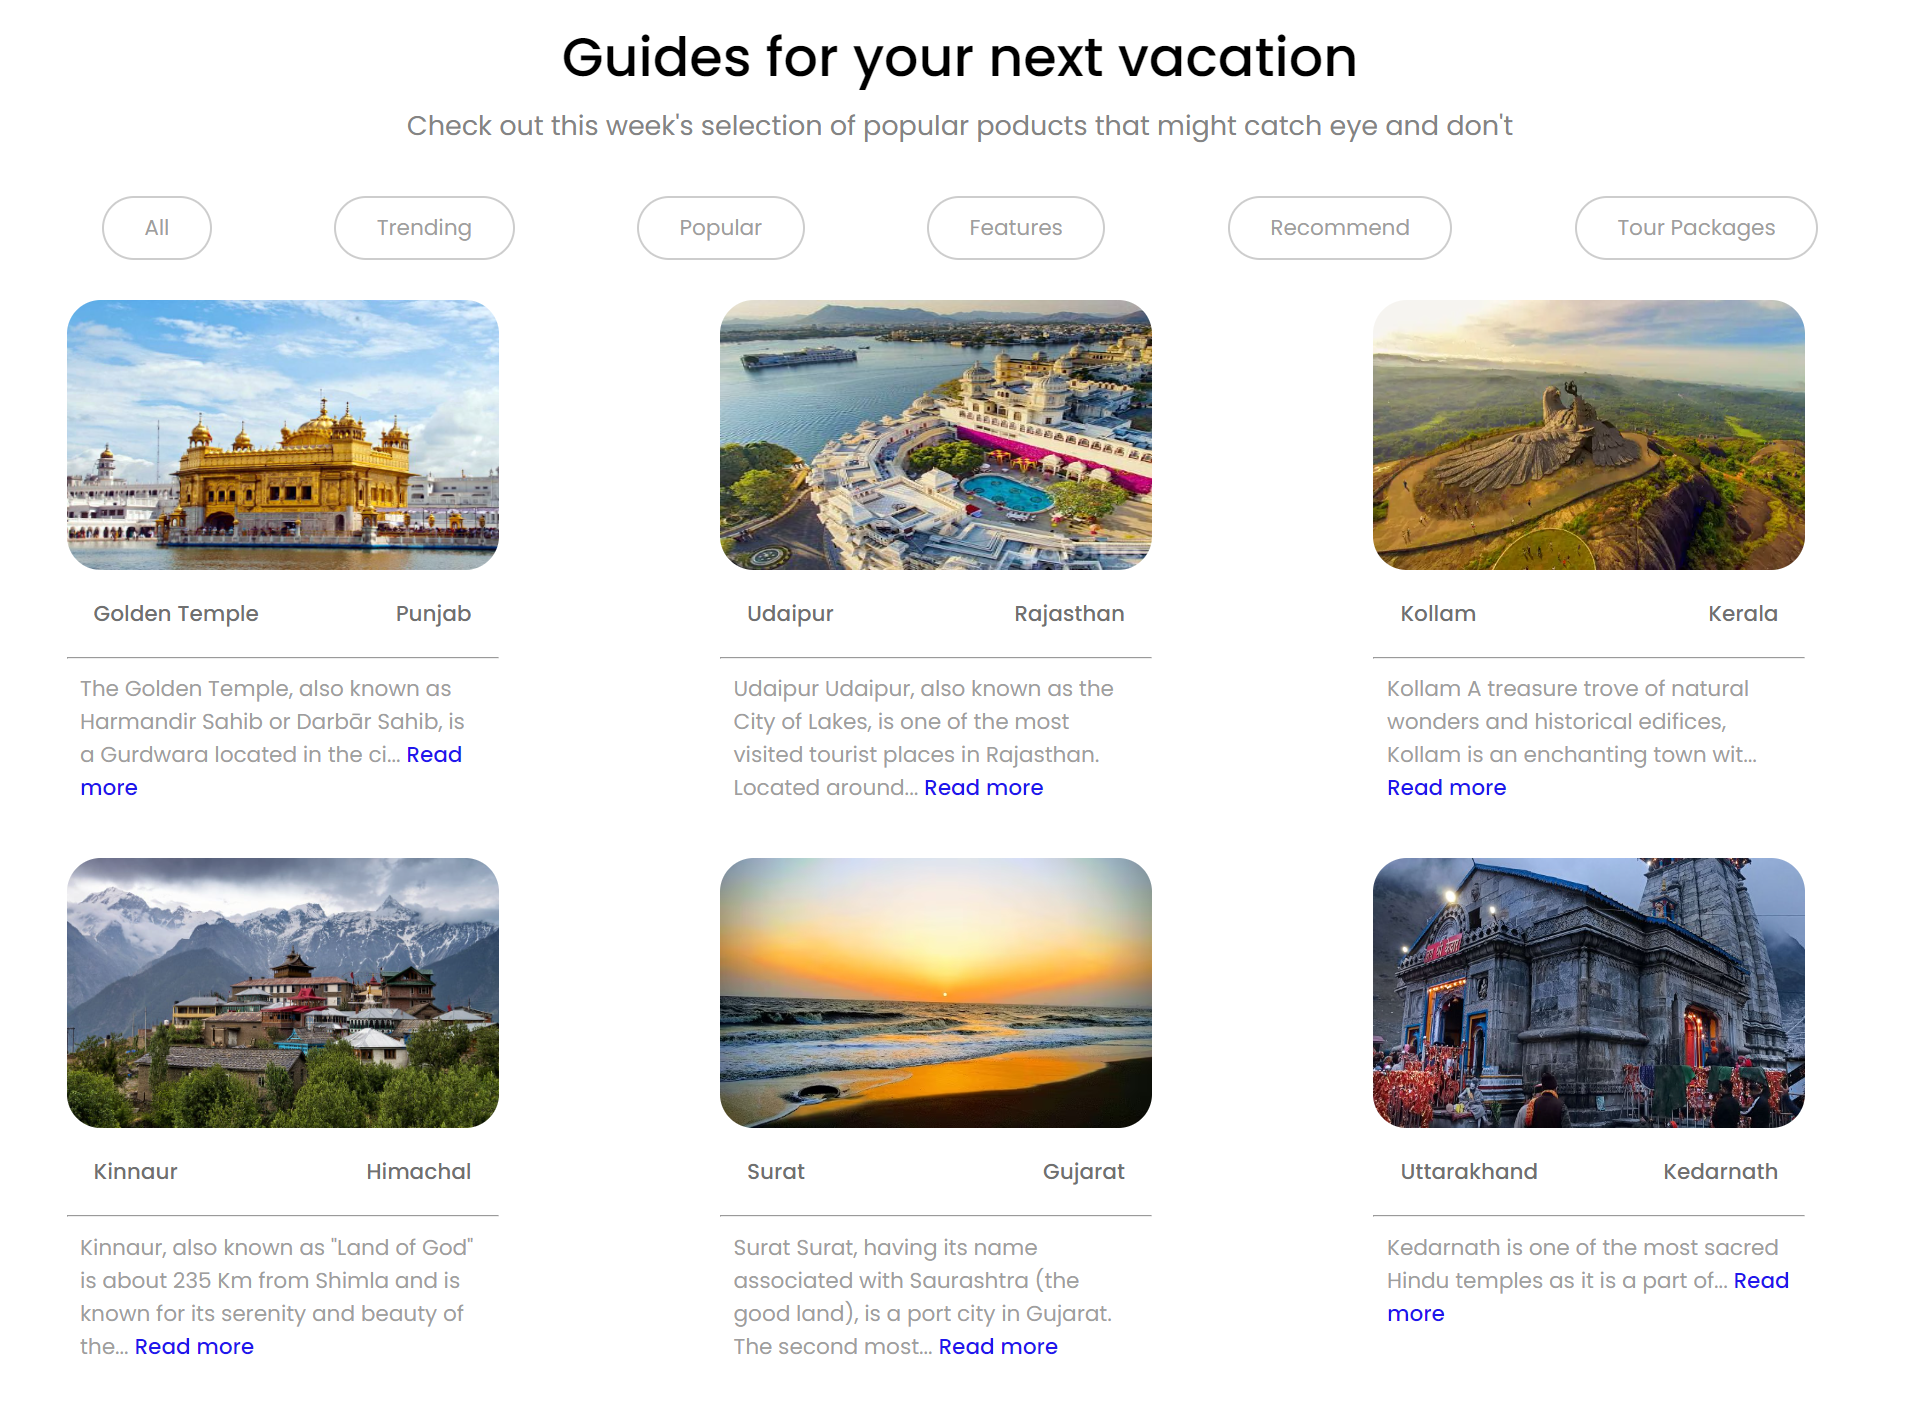 Guides for your next vacation
Check out this week's selection of popular poducts that might catch eye and don't
All
Trending
Popular
Features
Recommend
Tour Packages
Golden Temple
Punjab
The Golden Temple, also known as
Harmandir Sahib or Darbār Sahib, is
a Gurdwara located in the ci... Read
more
Udaipur
Rajasthan
Udaipur Udaipur, also known as the
City of Lakes, is one of the most
visited tourist places in Rajasthan.
Located around... Read more
Kollam
Kerala
Kollam A treasure trove of natural
wonders and historical edifices,
Kollam is an enchanting town wit...
Read more
Kinnaur
Himachal
Kinnaur, also known as "Land of God"
is about 235 Km from Shimla and is
known for its serenity and beauty of
the... Read more
Surat
Gujarat
Surat Surat, having its name
associated with Saurashtra (the
good land), is a port city in Gujarat.
The second most... Read more
Uttarakhand
Kedarnath
Kedarnath is one of the most sacred
Hindu temples as it is a part of... Read
more